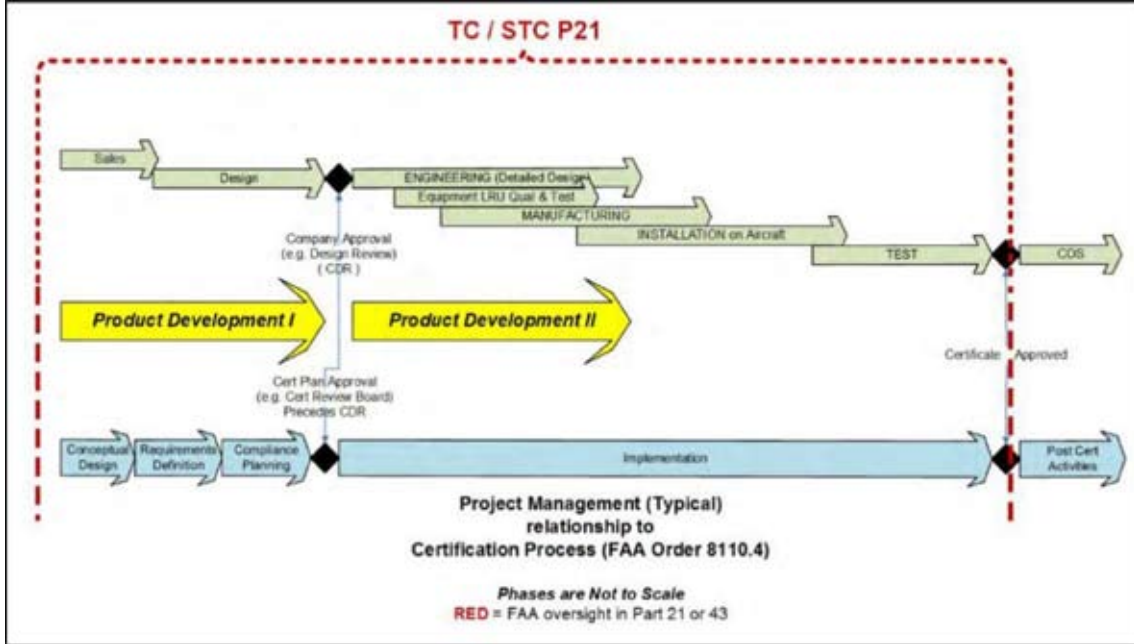 TC / STC P21
Sales
Design
ENGINEERING (Detailed Design)
Equipment LRU Qual & Test
MANUFACTURING
INSTALLATION on Aircraft
TEST
COS
Company Approval
(e.g. Design Review)
( CDR )
Product Development I
Product Development II
Cert Plan Approval
(e.g. Cert Review Board)
Precedes CDR
Certificate Approved
Conceptual
Design
Requirements
Definition
Compliance
Planning
Implementation
Post Cert
Activities
Project Management (Typical)
relationship to
Certification Process (FAA Order 8110.4)
Phases are Not to Scale
RED = FAA oversight in Part 21 or 43